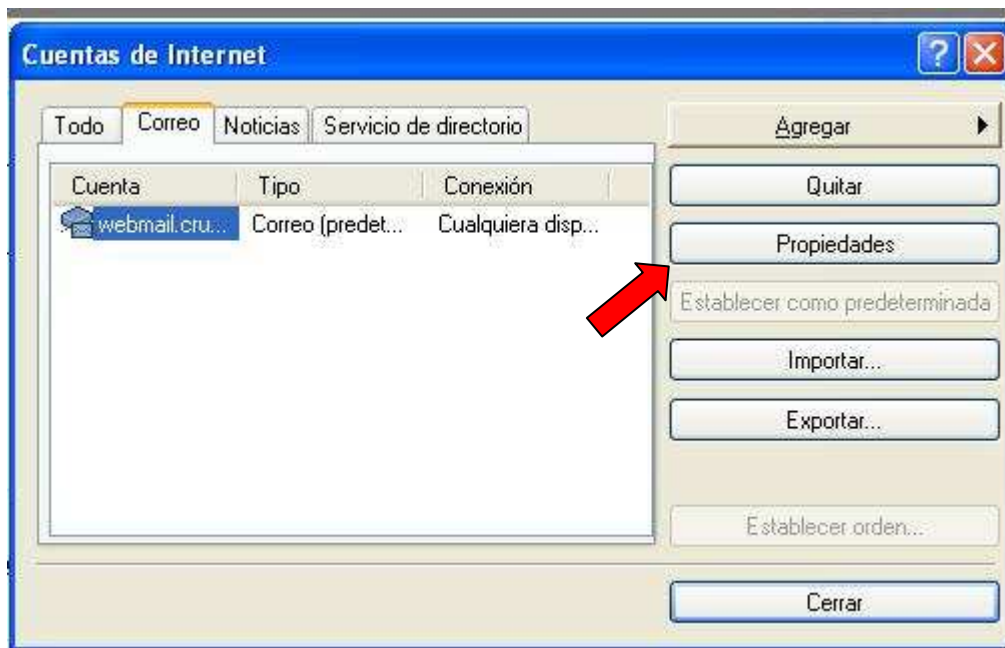 Cuentas de Internet
Todo Correo Noticias Servicio de directorio
Cuenta Tipo Conexión
webmail.cru... Correo (predet... Cualquiera disp...
Agregar
Quitar
Propiedades
Establecer como predeterminada
Importar...
Exportar...
Establecer orden...
Cerrar